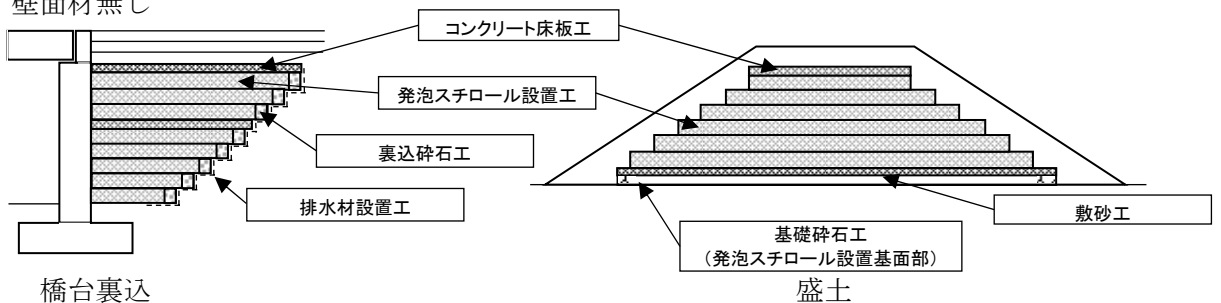 壁面材無し
コンクリート床板工
発泡スチロール設置工
裏込砕石工
排水材設置工
敷砂工
基礎砕石工
（発泡スチロール設置基面部）
橋台裏込
盛土